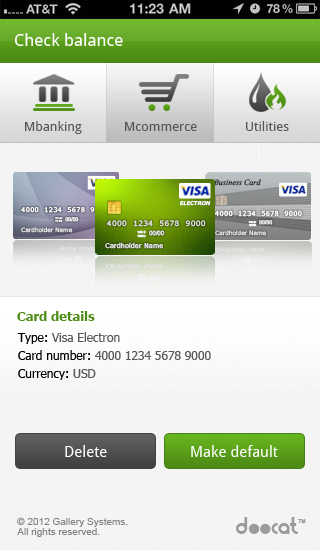 AT&T 11:23 AM 78 %
Check balance
Mbanking Mcommerce Utilities
VISA
4000 1234 5678 9000
00/00
Cardholder Name
VISA
ELECTRON
4000 1234 5678 9000
00/00
Cardholder Name
Business Card
VISA
4000 1234 5678 9000
00/00
Cardholder Name
Card details
Type: Visa Electron
Card number: 4000 1234 5678 9000
Currency: USD
Delete Make default
© 2012 Gallery Systems.
All rights reserved.
doocat™